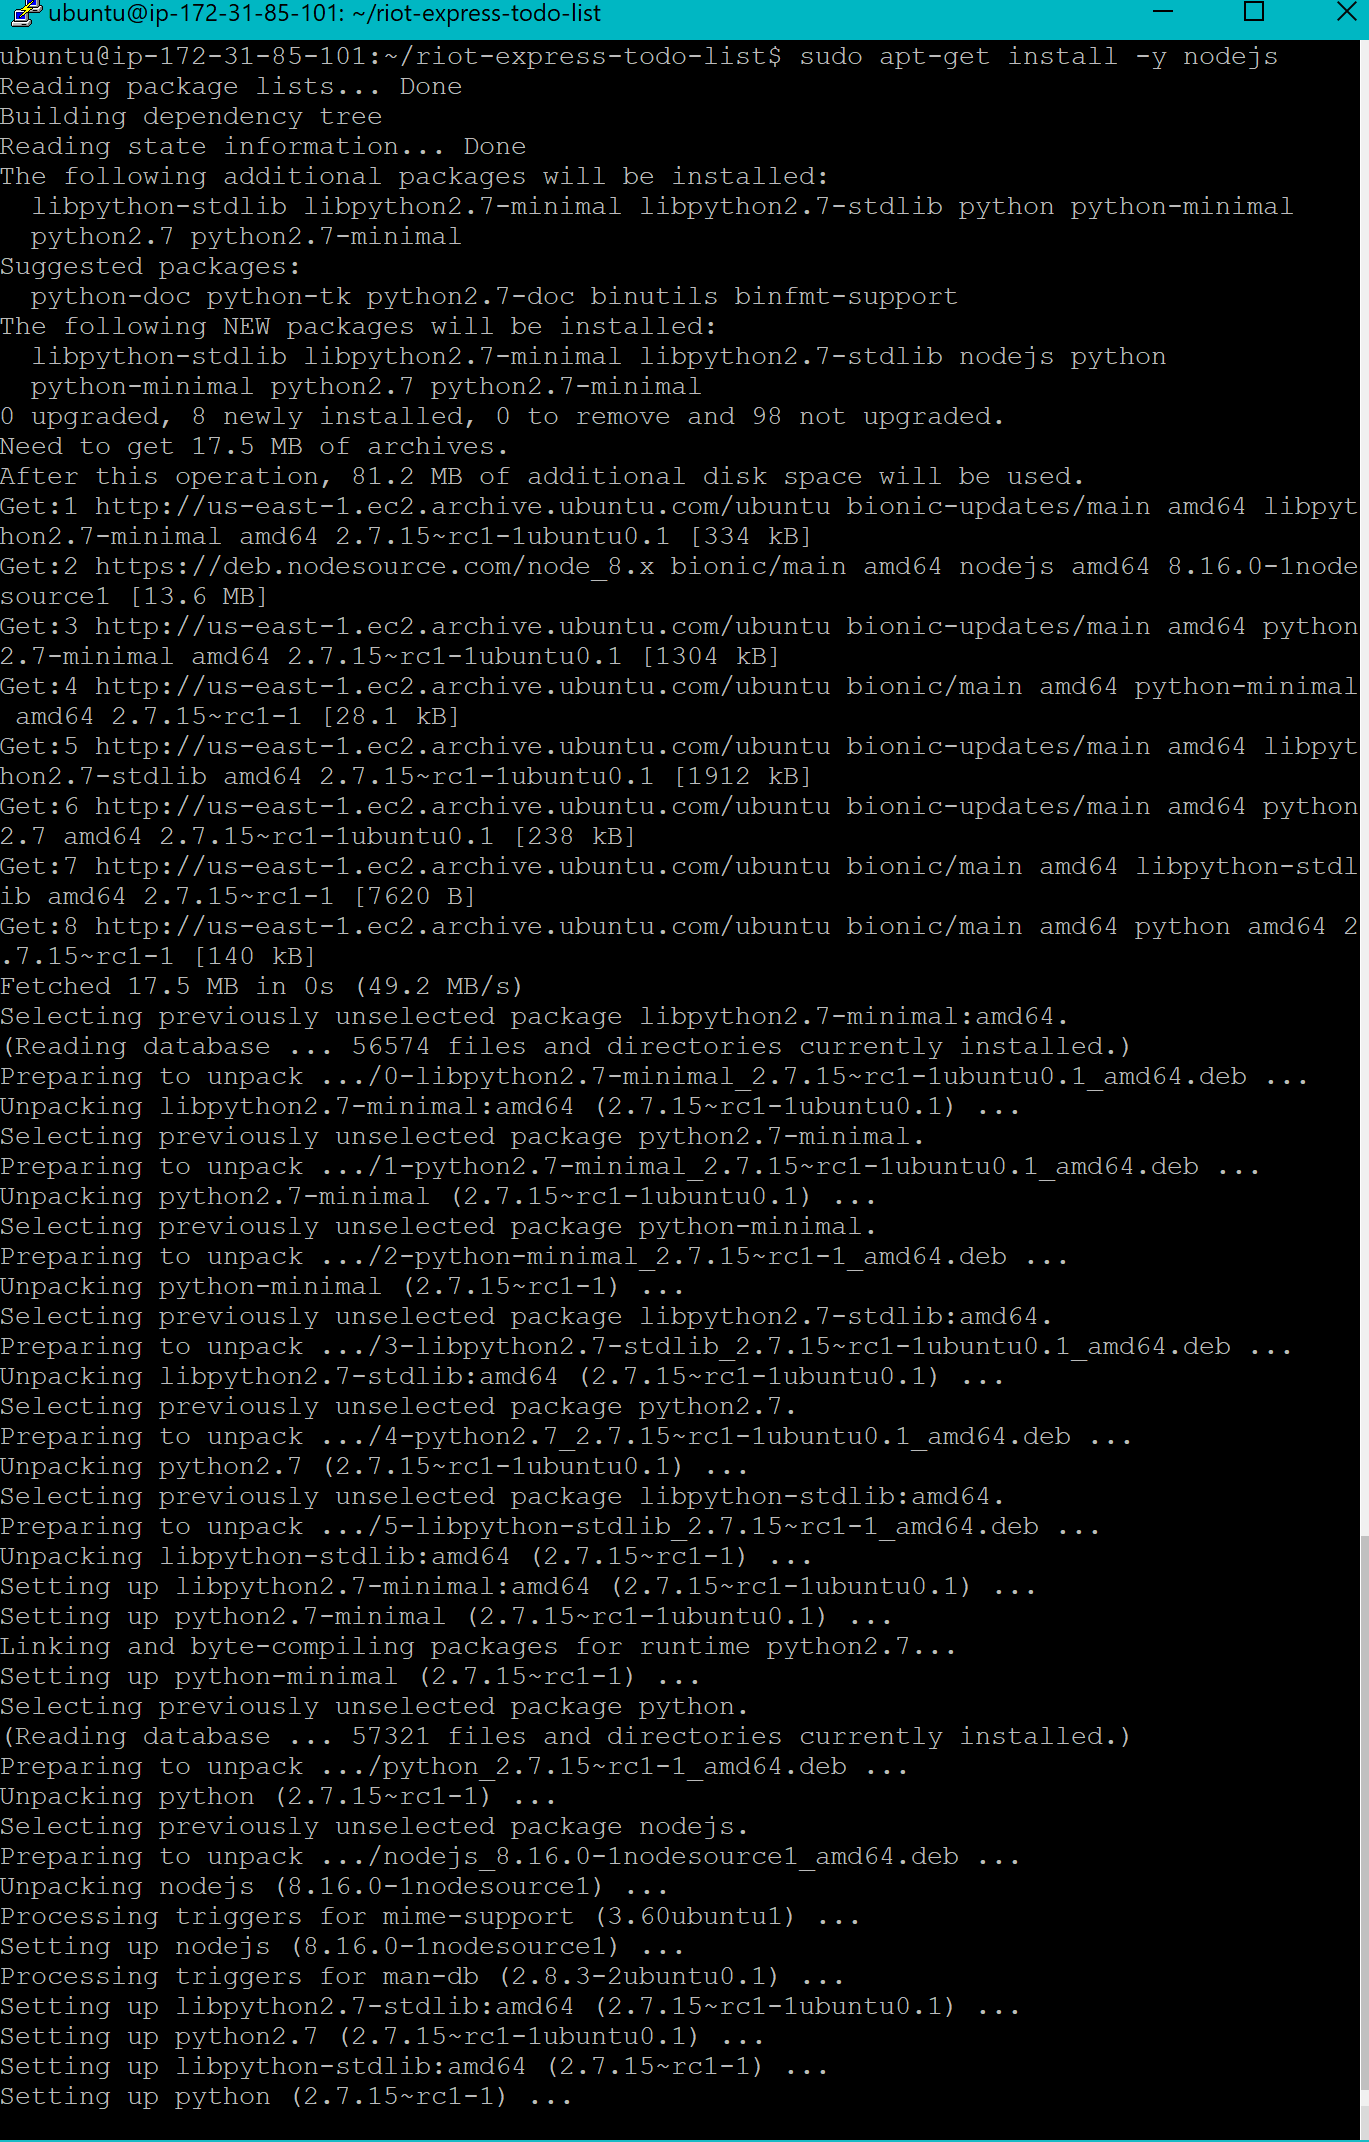 ubuntu@ip-172-31-85-101: ~/riot-express-todo-list
ubuntu@ip-172-31-85-101:~/riot-express-todo-list$ sudo apt-get install -y nodejs
Reading package lists... Done
Building dependency tree
Reading state information... Done
The following additional packages will be installed:
  libpython-stdlib libpython2.7-minimal libpython2.7-stdlib python python-minimal
  python2.7 python2.7-minimal
Suggested packages:
  python-doc python-tk python2.7-doc binutils binfmt-support
The following NEW packages will be installed:
  libpython-stdlib libpython2.7-minimal libpython2.7-stdlib nodejs python
  python-minimal python2.7 python2.7-minimal
0 upgraded, 8 newly installed, 0 to remove and 98 not upgraded.
Need to get 17.5 MB of archives.
After this operation, 81.2 MB of additional disk space will be used.
Get:1 http://us-east-1.ec2.archive.ubuntu.com/ubuntu bionic-updates/main amd64 libpyt
hon2.7-minimal amd64 2.7.15~rc1-1ubuntu0.1 [334 kB]
Get:2 https://deb.nodesource.com/node_8.x bionic/main amd64 nodejs amd64 8.16.0-1node
source1 [13.6 MB]
Get:3 http://us-east-1.ec2.archive.ubuntu.com/ubuntu bionic-updates/main amd64 python
2.7-minimal amd64 2.7.15~rc1-1ubuntu0.1 [1304 kB]
Get:4 http://us-east-1.ec2.archive.ubuntu.com/ubuntu bionic/main amd64 python-minimal
 amd64 2.7.15~rc1-1 [28.1 kB]
Get:5 http://us-east-1.ec2.archive.ubuntu.com/ubuntu bionic-updates/main amd64 libpyt
hon2.7-stdlib amd64 2.7.15~rc1-1ubuntu0.1 [1912 kB]
Get:6 http://us-east-1.ec2.archive.ubuntu.com/ubuntu bionic-updates/main amd64 python
2.7 amd64 2.7.15~rc1-1ubuntu0.1 [238 kB]
Get:7 http://us-east-1.ec2.archive.ubuntu.com/ubuntu bionic/main amd64 libpython-stdl
ib amd64 2.7.15~rc1-1 [7620 B]
Get:8 http://us-east-1.ec2.archive.ubuntu.com/ubuntu bionic/main amd64 python amd64 2
.7.15~rc1-1 [140 kB]
Fetched 17.5 MB in 0s (49.2 MB/s)
Selecting previously unselected package libpython2.7-minimal:amd64.
(Reading database ... 56574 files and directories currently installed.)
Preparing to unpack .../0-libpython2.7-minimal_2.7.15~rc1-1ubuntu0.1_amd64.deb ...
Unpacking libpython2.7-minimal:amd64 (2.7.15~rc1-1ubuntu0.1) ...
Selecting previously unselected package python2.7-minimal.
Preparing to unpack .../1-python2.7-minimal_2.7.15~rc1-1ubuntu0.1_amd64.deb ...
Unpacking python2.7-minimal (2.7.15~rc1-1ubuntu0.1) ...
Selecting previously unselected package python-minimal.
Preparing to unpack .../2-python-minimal_2.7.15~rc1-1_amd64.deb ...
Unpacking python-minimal (2.7.15~rc1-1) ...
Selecting previously unselected package libpython2.7-stdlib:amd64.
Preparing to unpack .../3-libpython2.7-stdlib_2.7.15~rc1-1ubuntu0.1_amd64.deb ...
Unpacking libpython2.7-stdlib:amd64 (2.7.15~rc1-1ubuntu0.1) ...
Selecting previously unselected package python2.7.
Preparing to unpack .../4-python2.7_2.7.15~rc1-1ubuntu0.1_amd64.deb ...
Unpacking python2.7 (2.7.15~rc1-1ubuntu0.1) ...
Selecting previously unselected package libpython-stdlib:amd64.
Preparing to unpack .../5-libpython-stdlib_2.7.15~rc1-1_amd64.deb ...
Unpacking libpython-stdlib:amd64 (2.7.15~rc1-1) ...
Setting up libpython2.7-minimal:amd64 (2.7.15~rc1-1ubuntu0.1) ...
Setting up python2.7-minimal (2.7.15~rc1-1ubuntu0.1) ...
Linking and byte-compiling packages for runtime python2.7...
Setting up python-minimal (2.7.15~rc1-1) ...
Selecting previously unselected package python.
(Reading database ... 57321 files and directories currently installed.)
Preparing to unpack .../python_2.7.15~rc1-1_amd64.deb ...
Unpacking python (2.7.15~rc1-1) ...
Selecting previously unselected package nodejs.
Preparing to unpack .../nodejs_8.16.0-1nodesource1_amd64.deb ...
Unpacking nodejs (8.16.0-1nodesource1) ...
Processing triggers for mime-support (3.60ubuntu1) ...
Setting up nodejs (8.16.0-1nodesource1) ...
Processing triggers for man-db (2.8.3-2ubuntu0.1) ...
Setting up libpython2.7-stdlib:amd64 (2.7.15~rc1-1ubuntu0.1) ...
Setting up python2.7 (2.7.15~rc1-1ubuntu0.1) ...
Setting up libpython-stdlib:amd64 (2.7.15~rc1-1) ...
Setting up python (2.7.15~rc1-1) ...